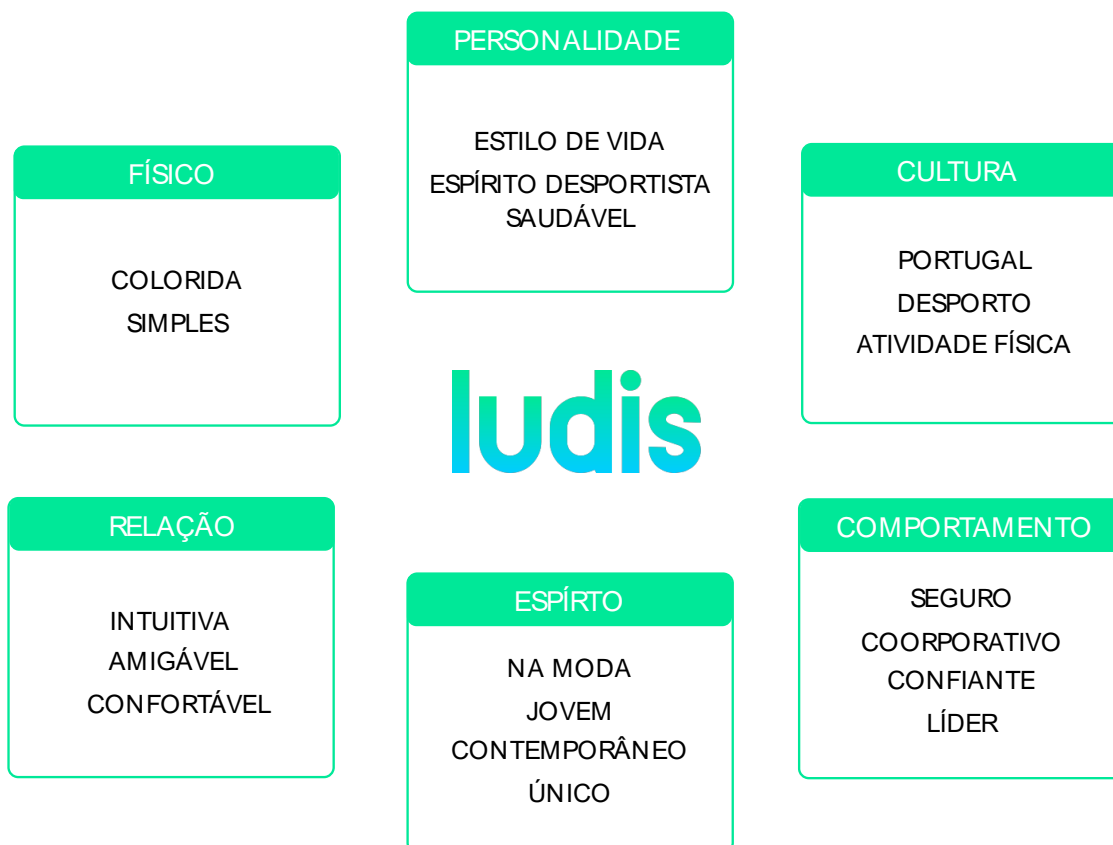 PERSONALIDADE
ESTILO DE VIDA
ESPÍRITO DESPORTISTA
SAUDÁVEL
FÍSICO
COLORIDA
SIMPLES
CULTURA
PORTUGAL
DESPORTO
ATIVIDADE FÍSICA
ludis
RELAÇÃO
INTUITIVA
AMIGÁVEL
CONFORTÁVEL
ESPÍRTO
NA MODA
JOVEM
CONTEMPORÂNEO
ÚNICO
COMPORTAMENTO
SEGURO
COORPORATIVO
CONFIANTE
LÍDER